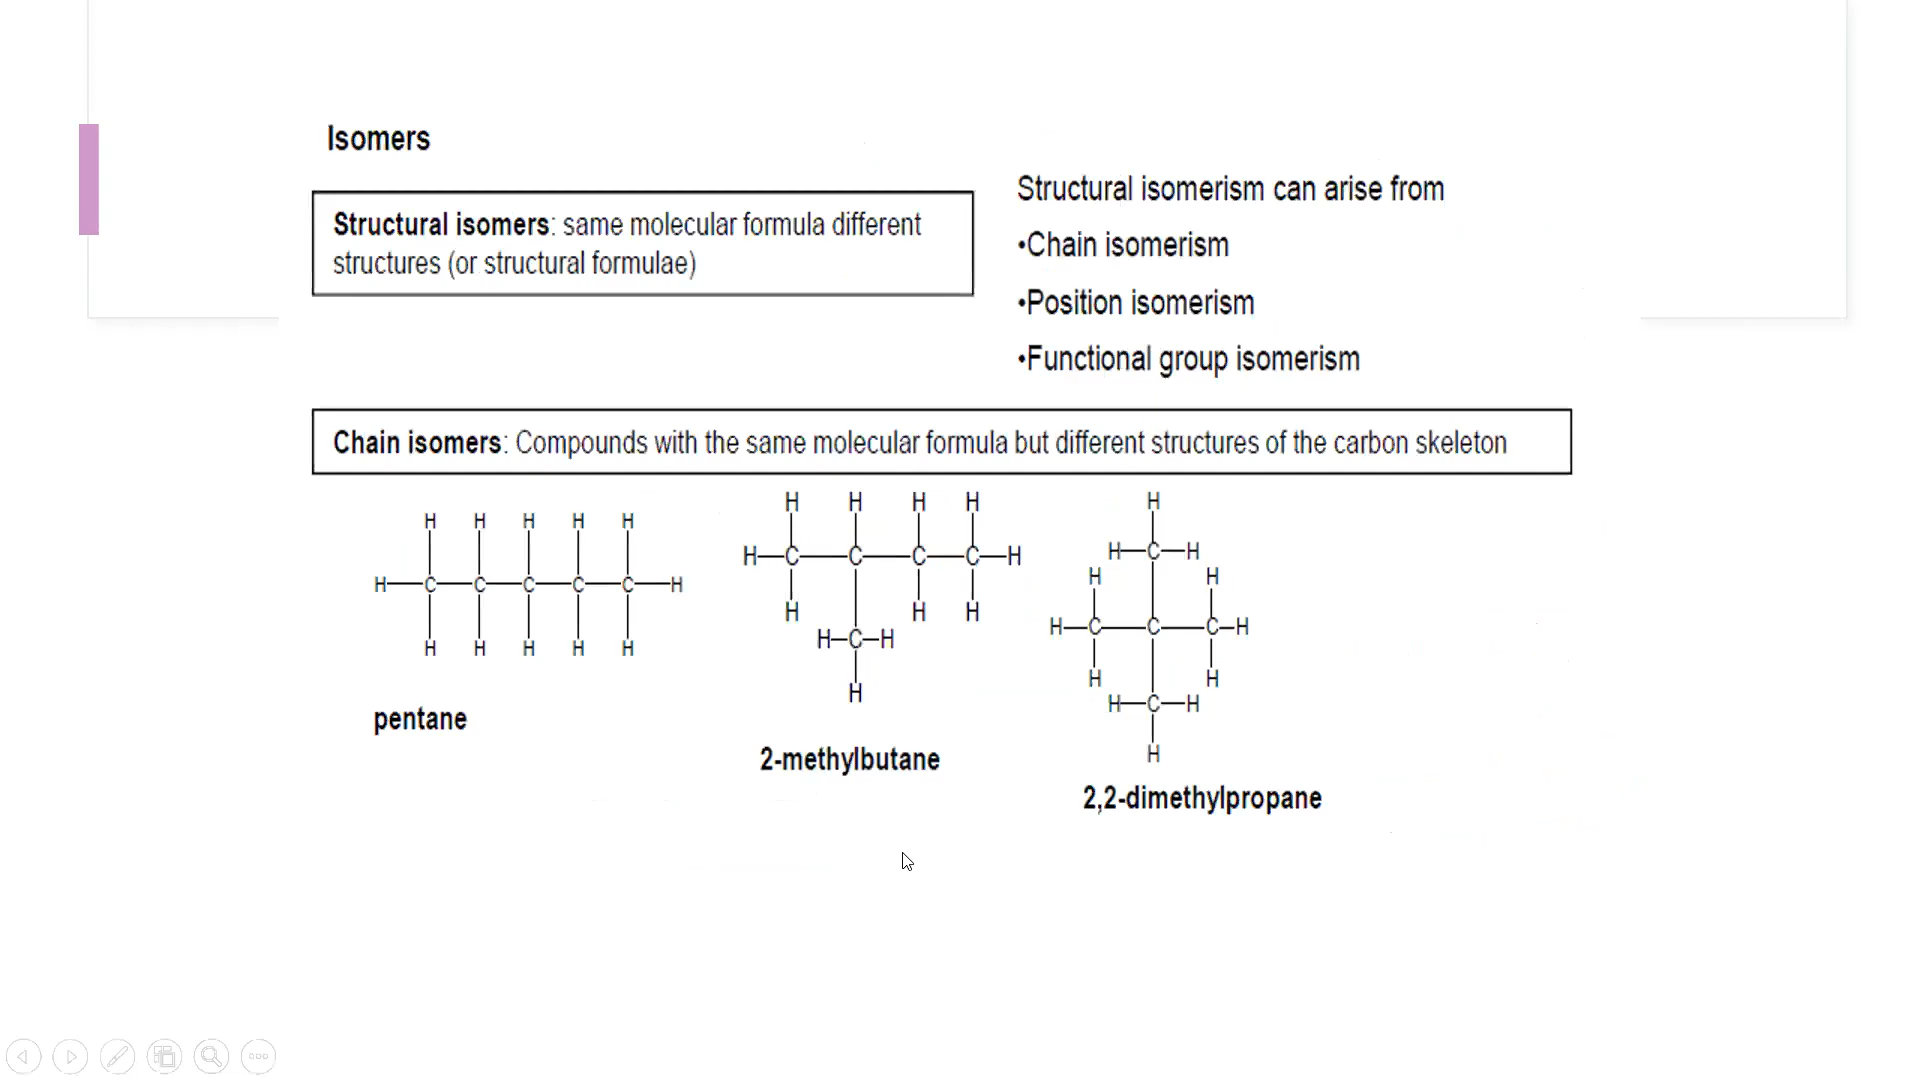 Isomers
Structural isomers: same molecular formula different
structures (or structural formulae)
Structural isomerism can arise from
•Chain isomerism
•Position isomerism
•Functional group isomerism
Chain isomers: Compounds with the same molecular formula but different structures of the carbon skeleton
H H H H H
H C C C C C H
H H H H H
pentane
H H H H
H C C C C H
H H H
H C H
H
2-methylbutane
H
H C H
H H
H C C C H
H H
H C H
H
2,2-dimethylpropane